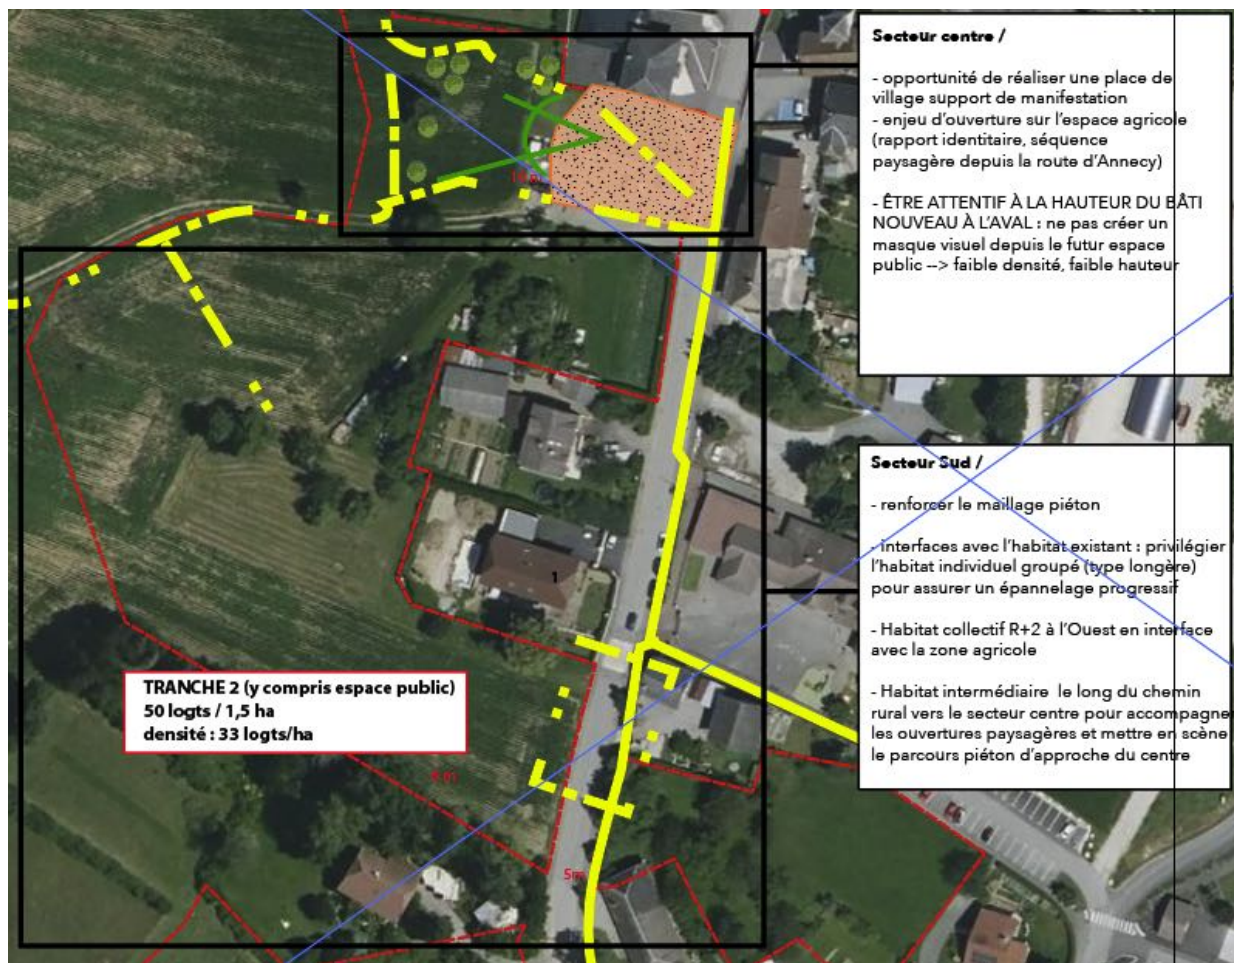 Secteur centre /
- opportunité de réaliser une place de
village support de manifestation
- enjeu d'ouverture sur l'espace agricole
(rapport identitaire, séquence
paysagère depuis la route d'Annecy)
- ÊTRE ATTENTIF À LA HAUTEUR DU BÂTI
NOUVEAU À L'AVAL : ne pas créer un
masque visuel depuis le futur espace
public --> faible densité, faible hauteur
Secteur Sud /
- renforcer le maillage piéton
- interfaces avec l'habitat existant : privilégier
l'habitat individuel groupé (type longère)
pour assurer un épannelage progressif
- Habitat collectif R+2 à l'Ouest en interface
avec la zone agricole
- Habitat intermédiaire le long du chemin
rural vers le secteur centre pour accompagner
les ouvertures paysagères et mettre en scène
le parcours piéton d'approche du centre
1
TRANCHE 2 (y compris espace public)
50 logts / 1,5 ha
densité : 33 logts/ha
5m